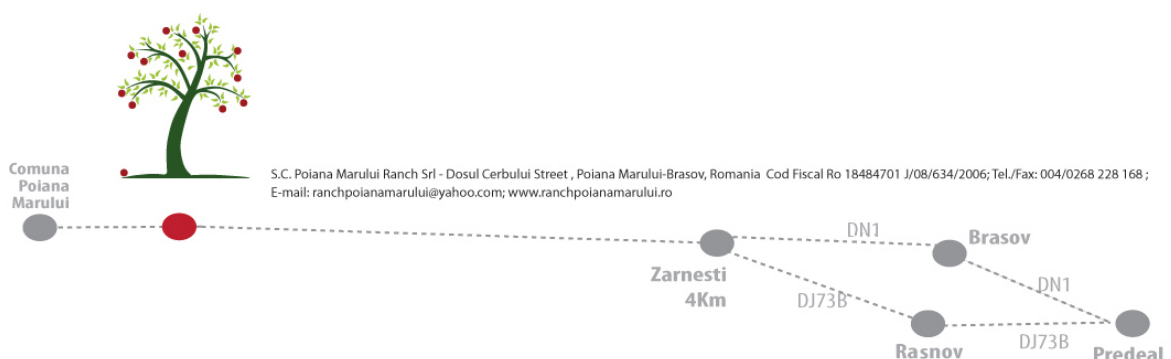 Comuna
Poiana
Marului
S.C. Poiana Marului Ranch Srl - Dosul Cerbului Street , Poiana Marului-Brasov, Romania  Cod Fiscal Ro 18484701 J/08/634/2006; Tel./Fax: 004/0268 228 168 ;
E-mail: ranchpoianamarului@yahoo.com; www.ranchpoianamarului.ro
DN1
Brasov
Zarnesti
4Km
DN1
DJ73B
DJ73B
Rasnov
Predeal